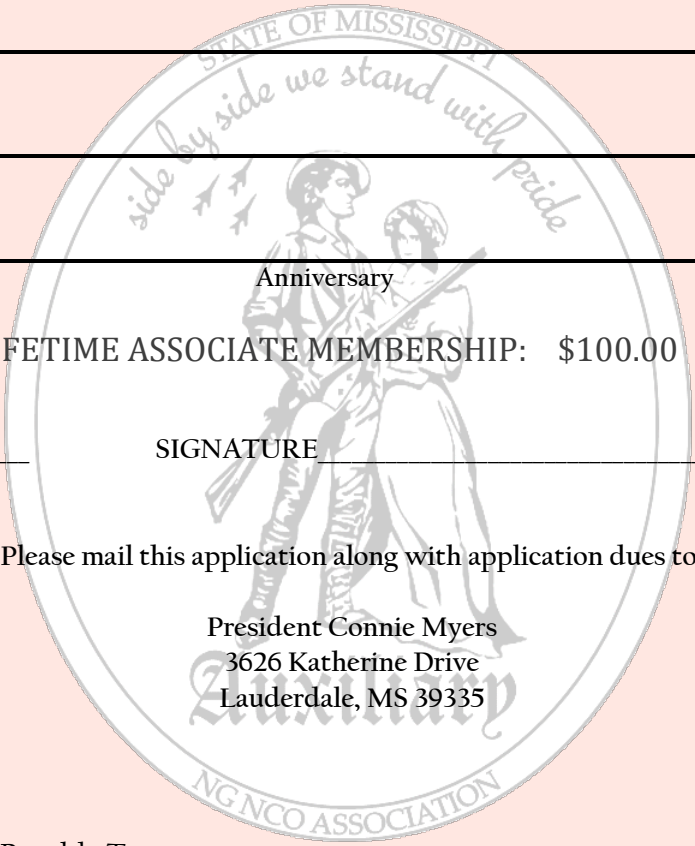 STATE OF MISSISSIPPI
side by side we stand with pride
Anniversary
FETIME ASSOCIATE MEMBERSHIP: $100.00
__ SIGNATURE______________________________
Please mail this application along with application dues to
President Connie Myers
3626 Katherine Drive
Lauderdale, MS 39335
Auxiliary
NG NCO ASSOCIATION